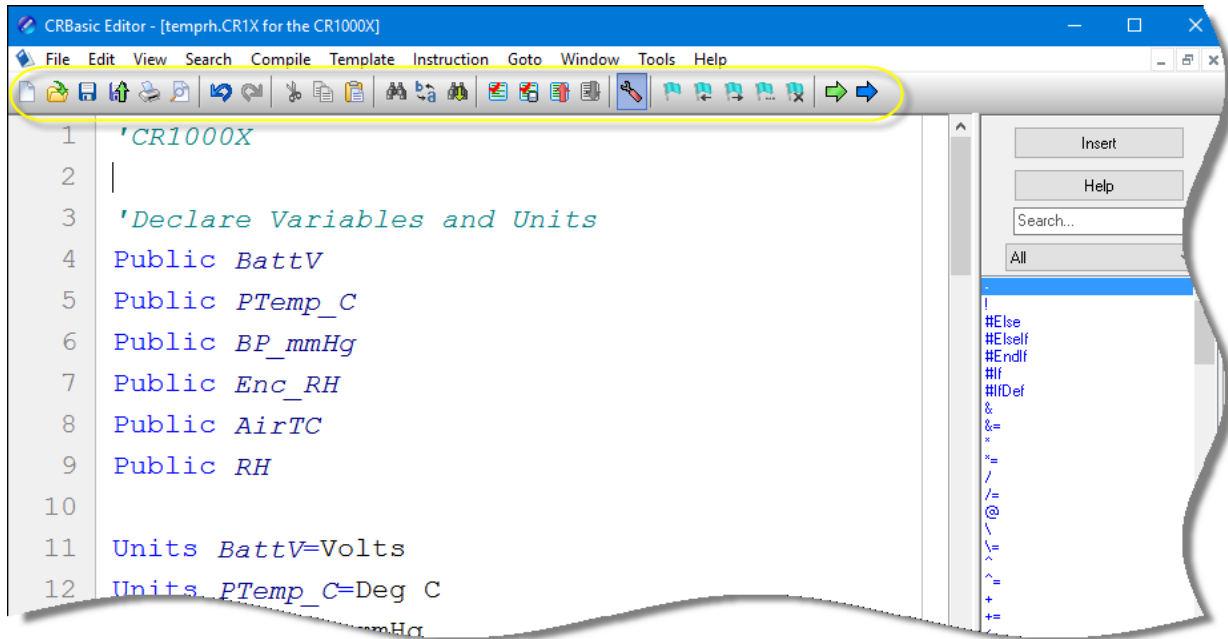 CRBasic Editor - [temprh.CR1X for the CR1000X]
File Edit View Search Compile Template Instruction Goto Window Tools Help
1 'CR1000X
2
3 'Declare Variables and Units
4 Public BattV
5 Public PTemp_C
6 Public BP_mmHg
7 Public Enc_RH
8 Public AirTC
9 Public RH
10
11 Units BattV=Volts
12 Units PTemp_C=Deg C
mmHg
Insert
Help
Search...
All
-
!
#Else
#ElseIf
#EndIf
#If
#IfDef
&
&=
*
*=
/
/=
@
\
\=
^
^=
+
+=